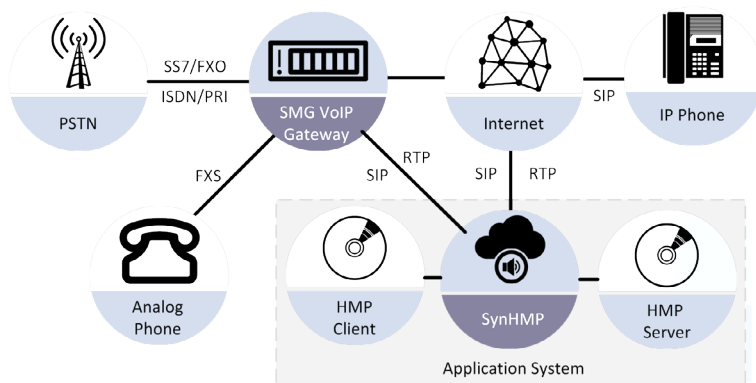 SS7/FXO
ISDN/PRI
PSTN
SMG VoIP
Gateway
Internet
SIP
IP Phone
FXS
RTP
SIP
SIP
RTP
Analog
Phone
HMP
Client
SynHMP
HMP
Server
Application System